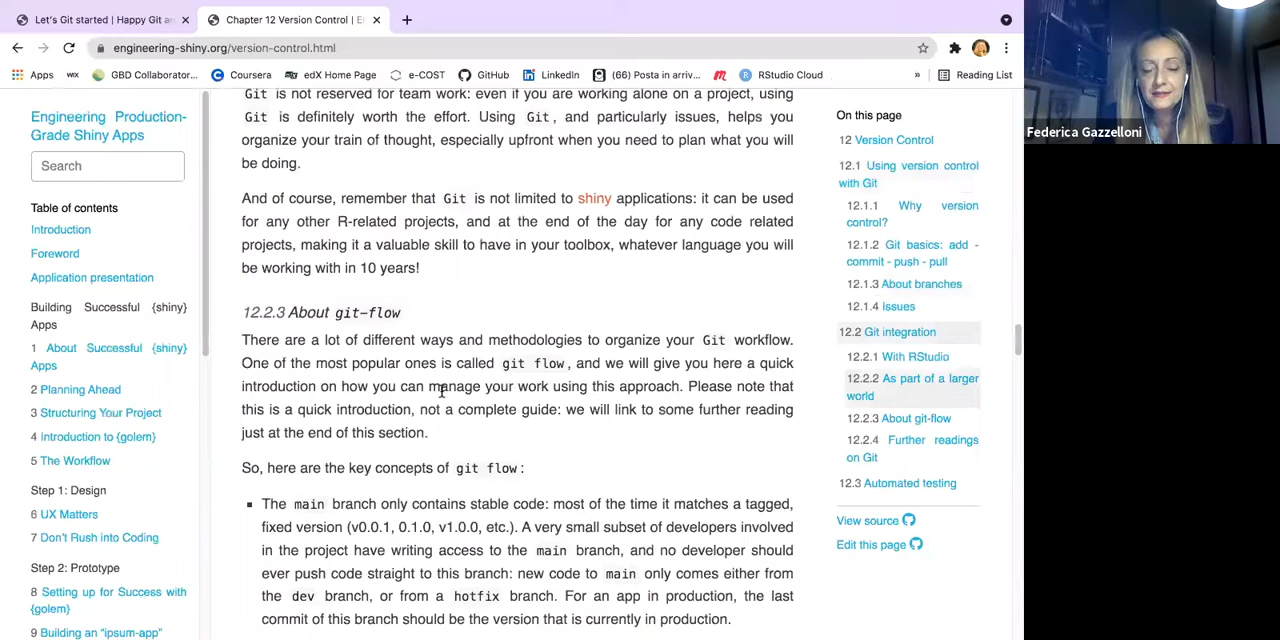 Let's Git started | Happy Git an
Chapter 12 Version Control | E
engineering-shiny.org/version-control.html
Apps
WIX
GBD Collaborator...
Coursera
edX Home Page
e-COST
GitHub
LinkedIn
(66) Posta in arriv...
RStudio Cloud
»
Reading List
Federica Gazzelloni
Engineering Production-
Grade Shiny Apps
Search
Table of contents
Introduction
Foreword
Application presentation
Building Successful {shiny}
Apps
1 About Successful {shiny}
Apps
2 Planning Ahead
3 Structuring Your Project
4 Introduction to {golem}
5 The Workflow
Step 1: Design
6 UX Matters
7 Don't Rush into Coding
Step 2: Prototype
8 Setting up for Success with
{golem}
9 Building an "ipsum-app"
Git is not reserved for team work: even if you are working alone on a project, using
Git is definitely worth the effort. Using Git, and particularly issues, helps you
organize your train of thought, especially upfront when you need to plan what you will
be doing.
And of course, remember that Git is not limited to shiny applications: it can be used
for any other R-related projects, and at the end of the day for any code related
projects, making it a valuable skill to have in your toolbox, whatever language you will
be working with in 10 years!
12.2.3 About git-flow
There are a lot of different ways and methodologies to organize your Git workflow.
One of the most popular ones is called git flow, and we will give you here a quick
introduction on how you can manage your work using this approach. Please note that
this is a quick introduction, not a complete guide: we will link to some further reading
just at the end of this section.
So, here are the key concepts of git flow:
▪ The main branch only contains stable code: most of the time it matches a tagged,
fixed version (v0.0.1, 0.1.0, v1.0.0, etc.). A very small subset of developers involved
in the project have writing access to the main branch, and no developer should
ever push code straight to this branch: new code to main only comes either from
the dev branch, or from a hotfix branch. For an app in production, the last
commit of this branch should be the version that is currently in production.
On this page
12 Version Control
12.1 Using version control
with Git
12.1.1 Why version
control?
12.1.2 Git basics: add -
commit - push - pull
12.1.3 About branches
12.1.4 Issues
12.2 Git integration
12.2.1 With RStudio
12.2.2 As part of a larger
world
12.2.3 About git-flow
12.2.4 Further readings
on Git
12.3 Automated testing
View source
Edit this page